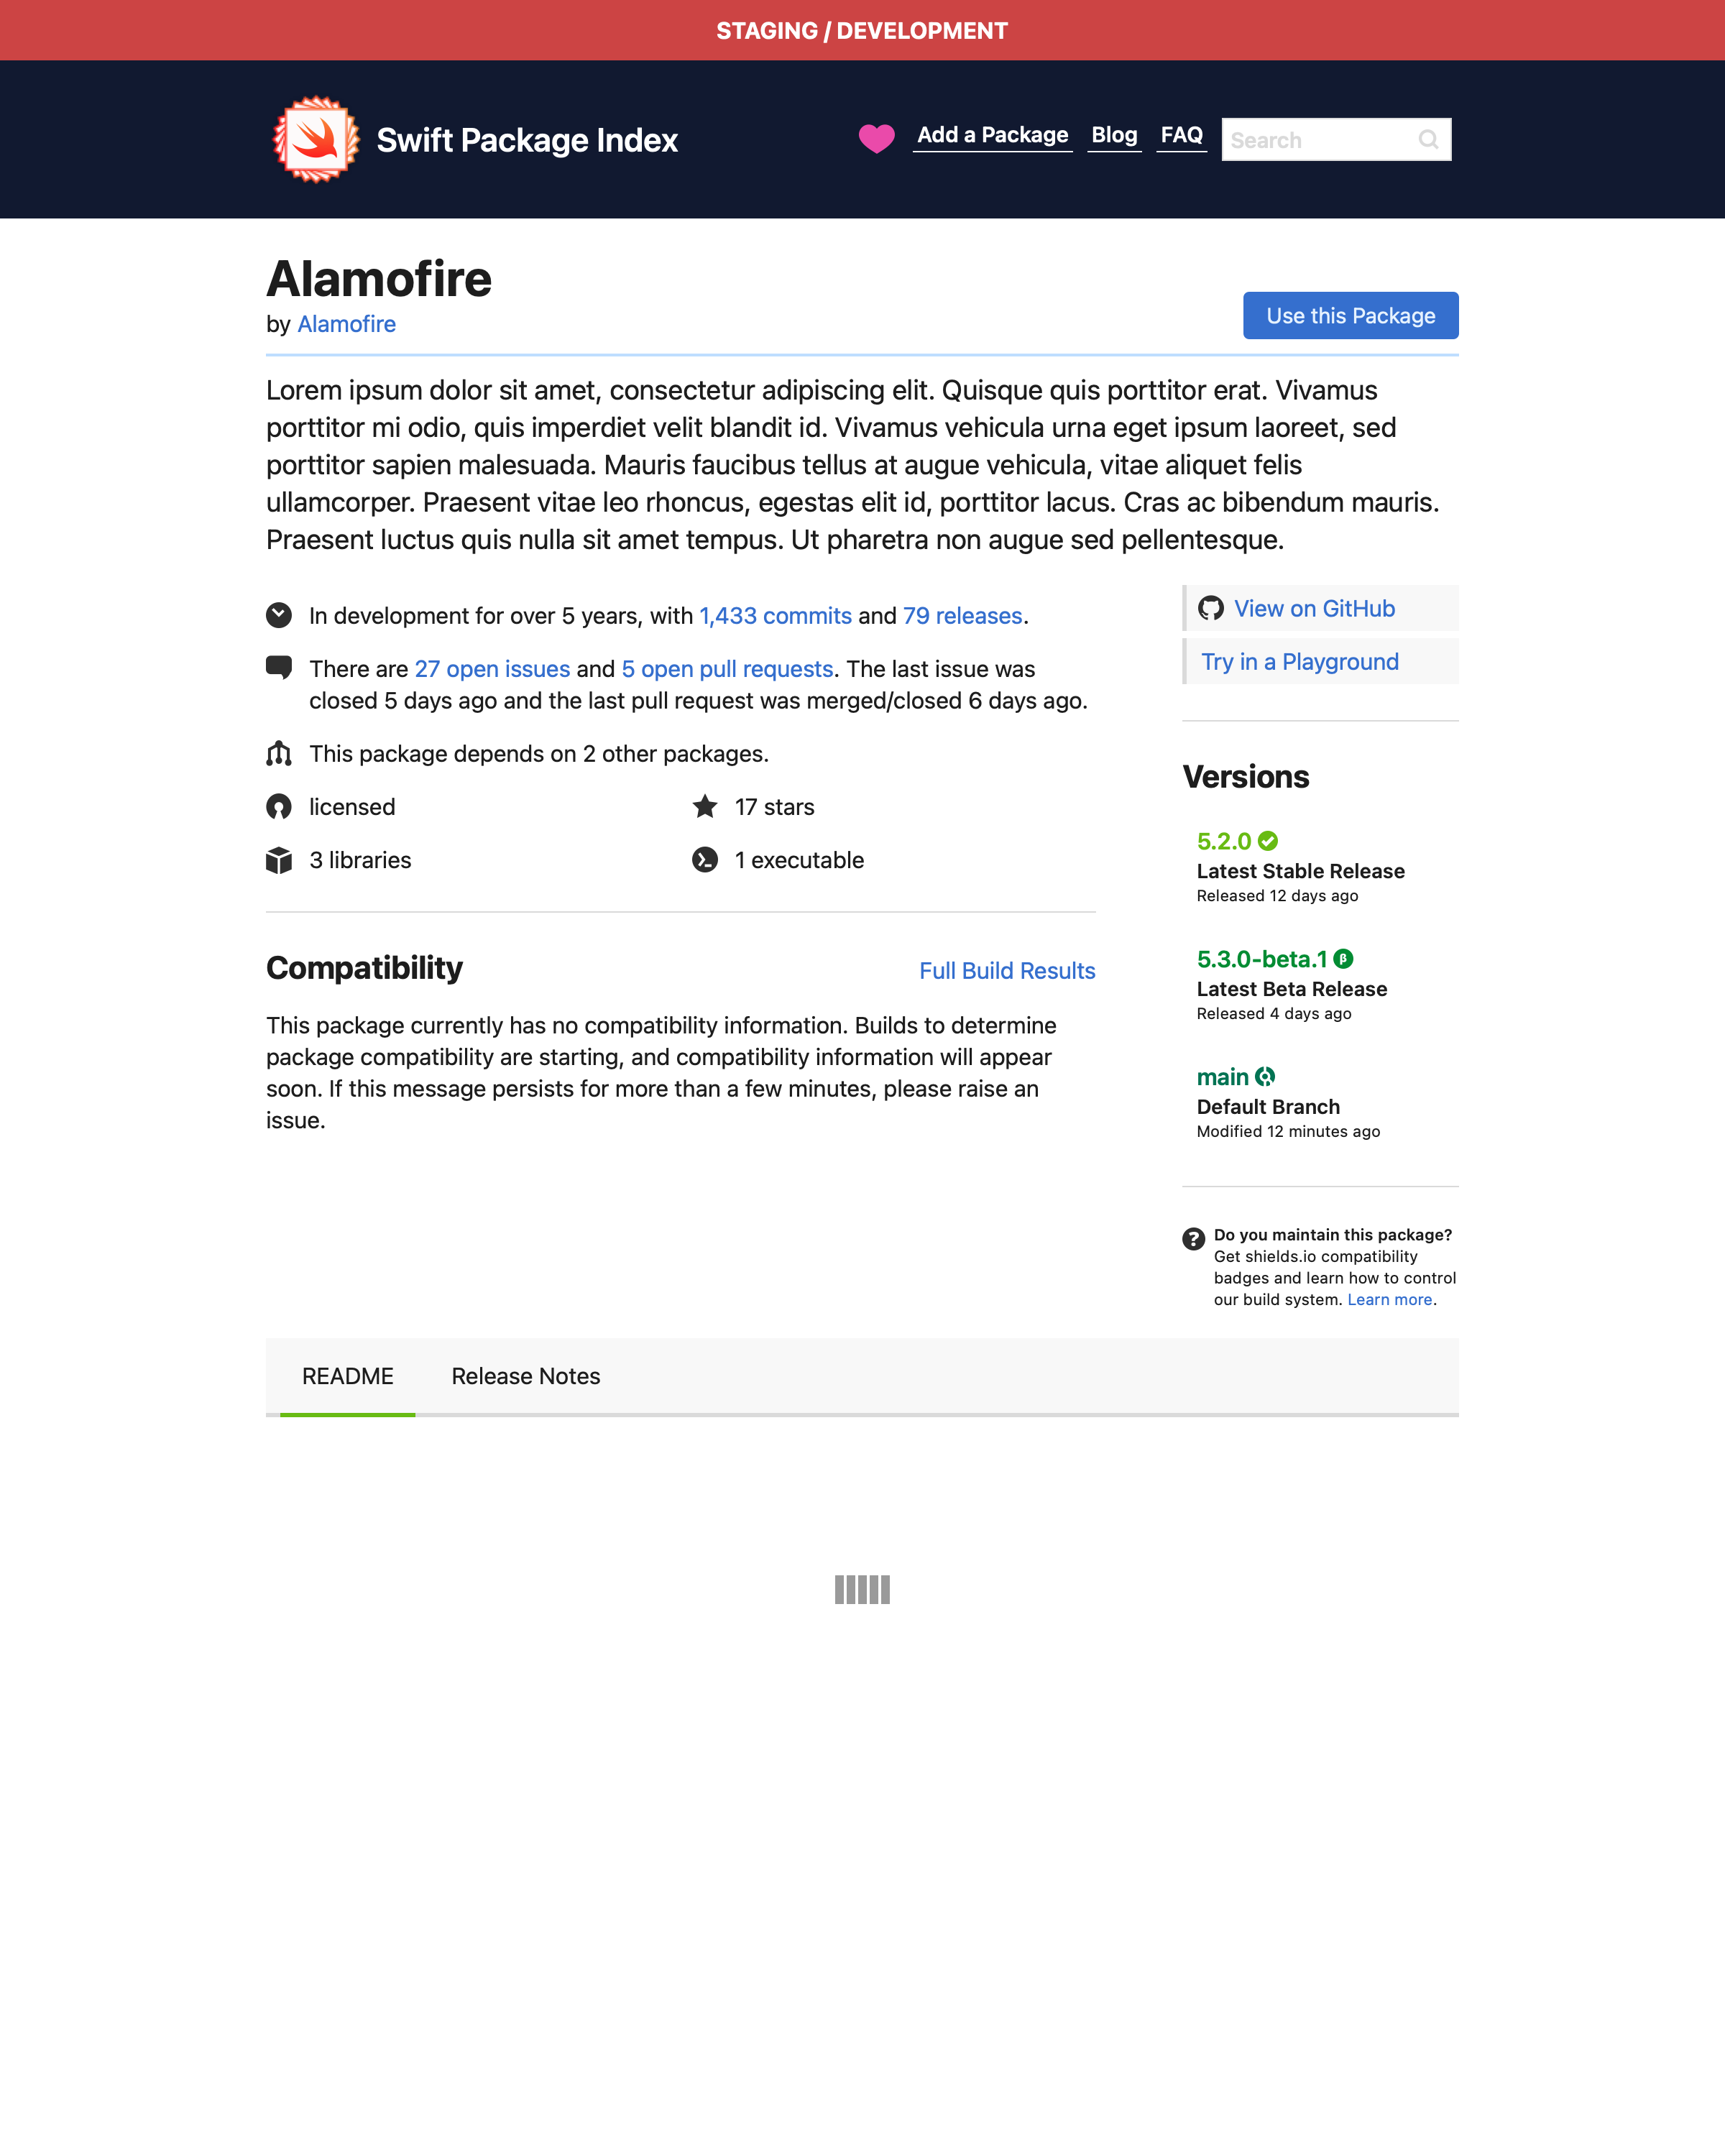 STAGING / DEVELOPMENT
Swift Package Index
Add a Package
Blog
FAQ
Search
Alamofire
by Alamofire
Use this Package
Lorem ipsum dolor sit amet, consectetur adipiscing elit. Quisque quis porttitor erat. Vivamus
porttitor mi odio, quis imperdiet velit blandit id. Vivamus vehicula urna eget ipsum laoreet, sed
porttitor sapien malesuada. Mauris faucibus tellus at augue vehicula, vitae aliquet felis
ullamcorper. Praesent vitae leo rhoncus, egestas elit id, porttitor lacus. Cras ac bibendum mauris.
Praesent luctus quis nulla sit amet tempus. Ut pharetra non augue sed pellentesque.
In development for over 5 years, with 1,433 commits and 79 releases.
There are 27 open issues and 5 open pull requests. The last issue was
closed 5 days ago and the last pull request was merged/closed 6 days ago.
This package depends on 2 other packages.
licensed
17 stars
3 libraries
1 executable
Compatibility
Full Build Results
This package currently has no compatibility information. Builds to determine
package compatibility are starting, and compatibility information will appear
soon. If this message persists for more than a few minutes, please raise an
issue.
View on GitHub
Try in a Playground
Versions
5.2.0
Latest Stable Release
Released 12 days ago
5.3.0-beta.1 β
Latest Beta Release
Released 4 days ago
main
Default Branch
Modified 12 minutes ago
Do you maintain this package?
Get shields.io compatibility
badges and learn how to control
our build system. Learn more.
README
Release Notes